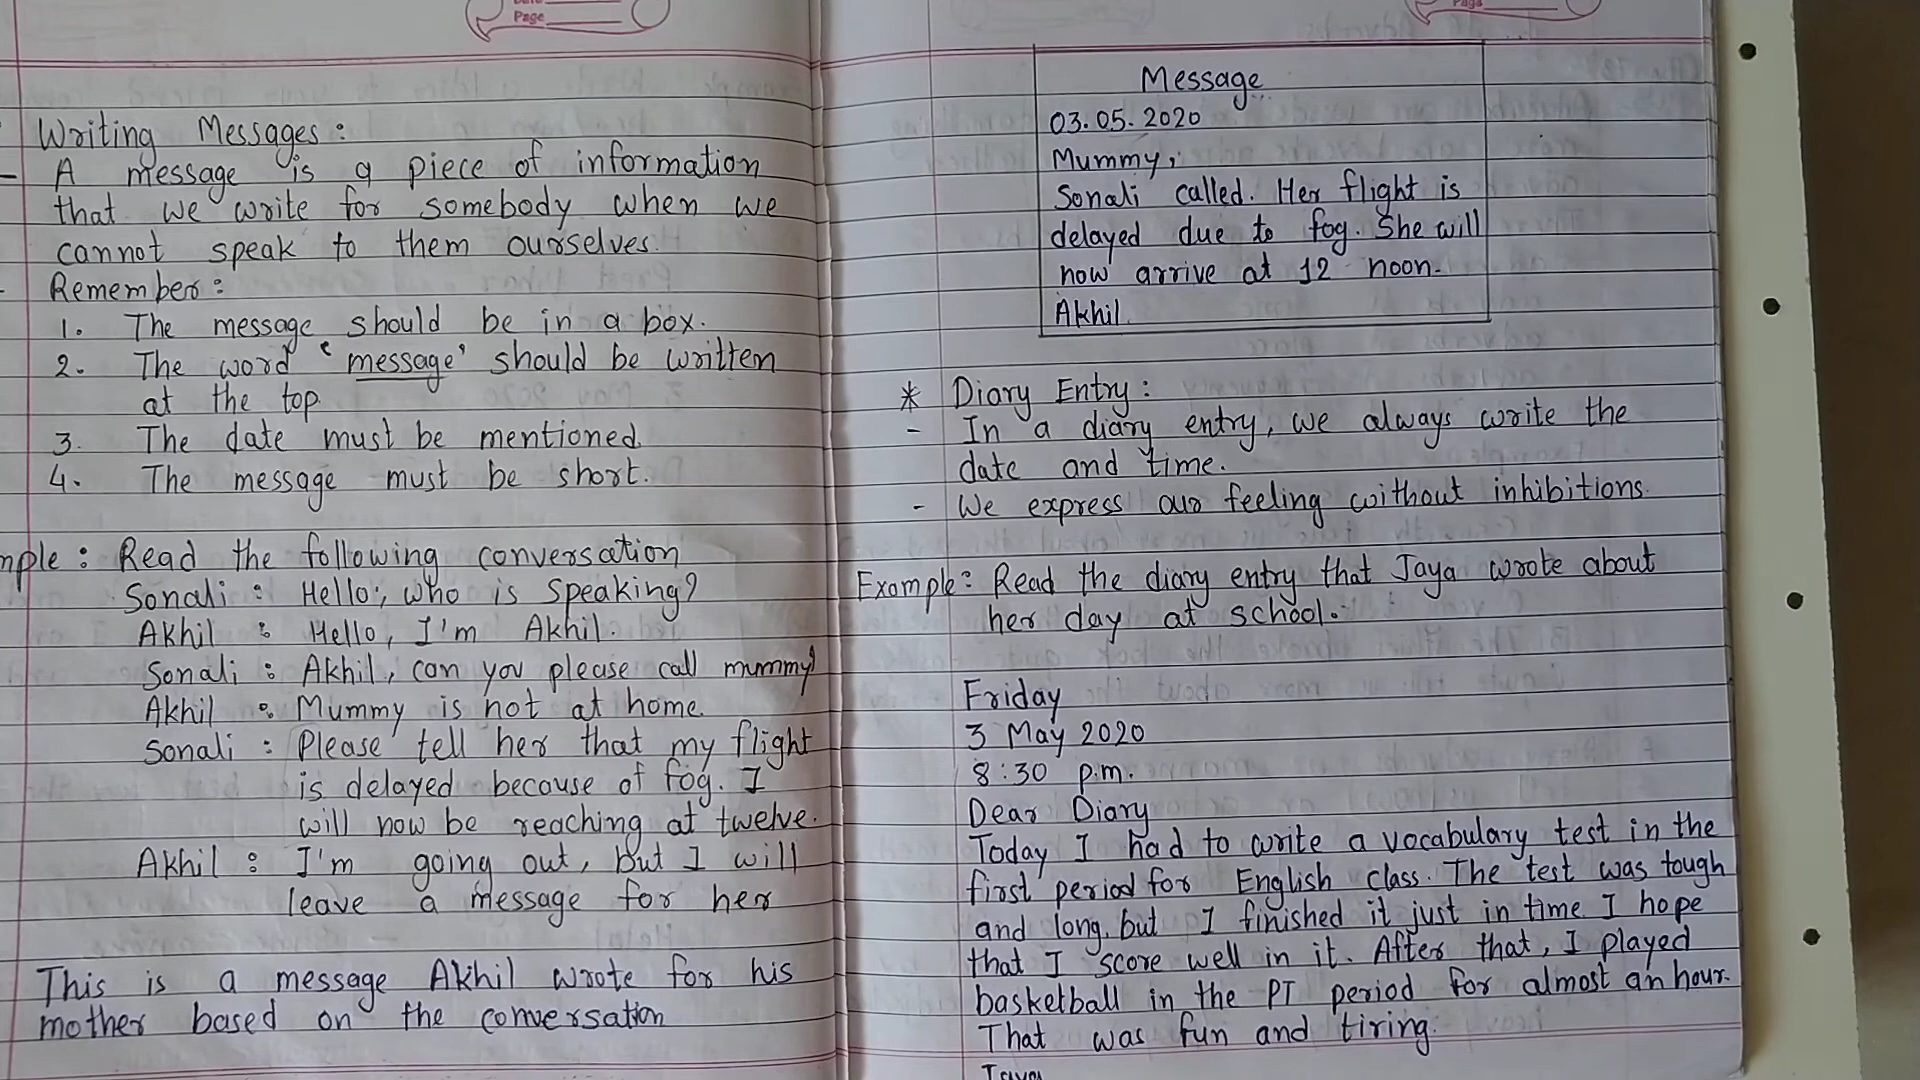 Page
Writing Messages :
- A message is a piece of information
that we write for somebody when we
cannot speak to them ourselves.
- Remember :
1. The message should be in a box.
2. The word 'message' should be written
at the top.
3. The date must be mentioned.
4. The message must be short.
mple : Read the following conversation
Sonali : Hello, who is speaking?
Akhil : Hello, I'm Akhil.
Sonali : Akhil, can you please call mummy?
Akhil : Mummy is not at home.
Sonali : Please tell her that my flight
is delayed because of fog. I
will now be reaching at twelve.
Akhil : I'm going out, but I will
leave a message for her
This is a message Akhil wrote for his
mother based on the conversation
Page
Message
03.05.2020
Mummy,
Sonali called. Her flight is
delayed due to fog. She will
now arrive at 12 noon.
Akhil.
* Diary Entry :
- In a diary entry, we always write the
date and time.
- We express our feeling without inhibitions.
Example : Read the diary entry that Jaya wrote about
her day at school.
Friday
3 May 2020
8:30 p.m.
Dear Diary
Today I had to write a vocabulary test in the
first period for English class. The test was tough
and long, but I finished it just in time. I hope
that I score well in it. After that, I played
basketball in the PT period for almost an hour.
That was fun and tiring.